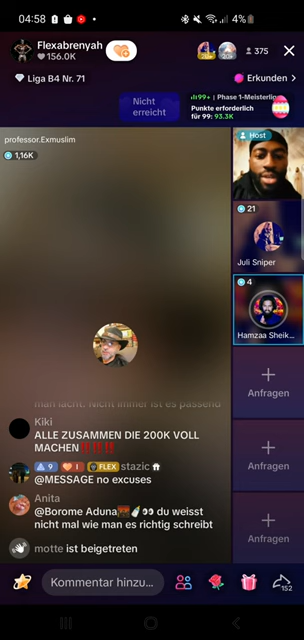 04:58
4%
Flexabrenyah
156.0K
375
Liga B4 Nr. 71
Erkunden >
Nicht
erreicht
99+ | Phase 1-Meisterlin
Punkte erforderlich
für 99: 93.3K
professor.Exmuslim
1,16K
Host
21
Juli Sniper
4
Hamzaa Sheik...
Anfragen
Anfragen
Anfragen
man lacht. Nicht immer ist es passend
Kiki
ALLE ZUSAMMEN DIE 200K VOLL
MACHEN‼️‼️
9 1 FLEX stazic
@MESSAGE no excuses
Anita
@Borome Aduna 👀 du weisst
nicht mal wie man es richtig schreibt
motte ist beigetreten
Kommentar hinzu...
152